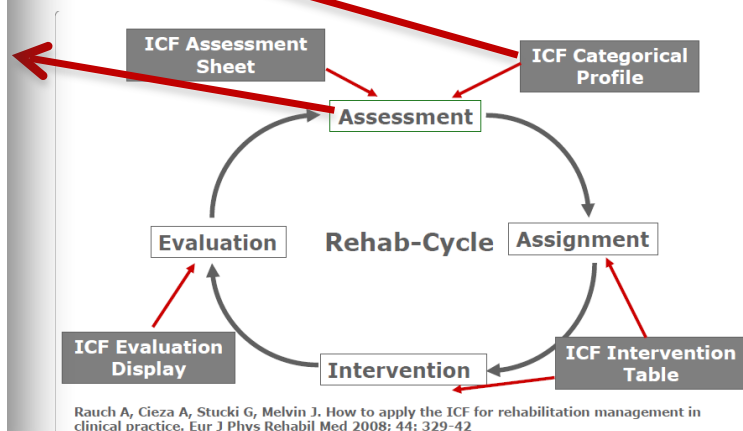 ICF Assessment
Sheet
ICF Categorical
Profile
Assessment
Evaluation
Rehab-Cycle
Assignment
ICF Evaluation
Display
Intervention
ICF Intervention
Table
Rauch A, Cieza A, Stucki G, Melvin J. How to apply the ICF for rehabilitation management in
clinical practice. Eur J Phys Rehabil Med 2008; 44: 329-42